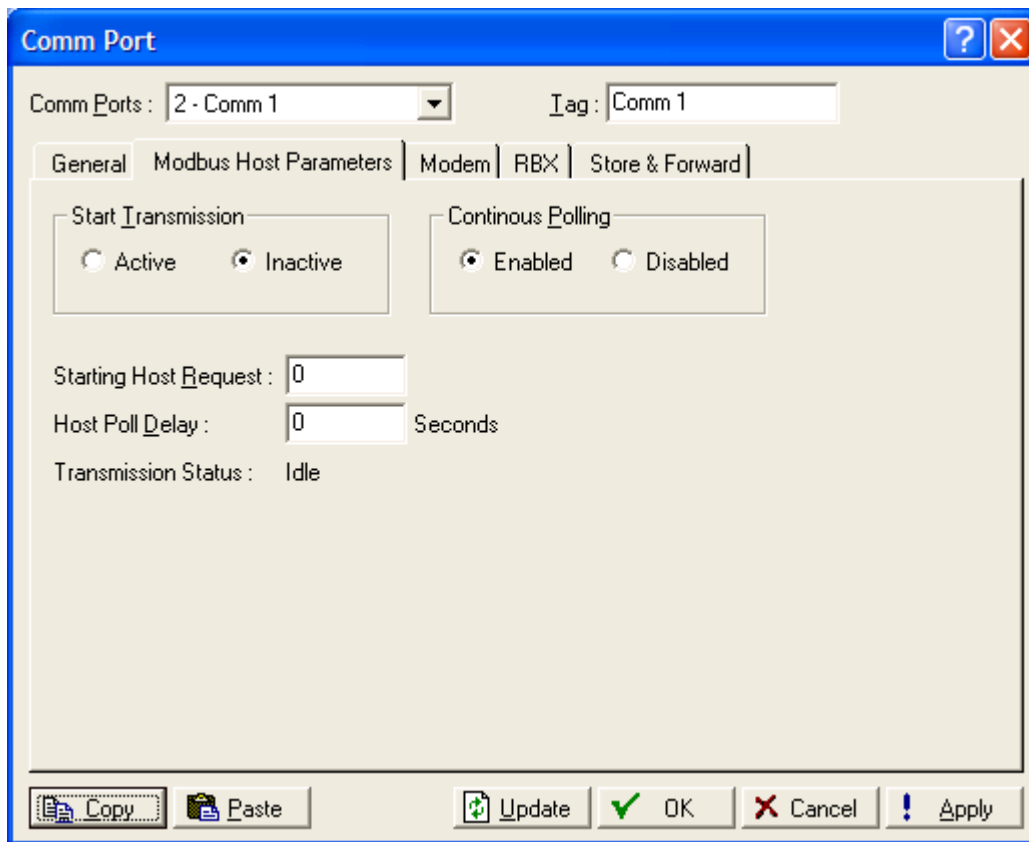 Comm Port
Comm Ports : 2 - Comm 1 Tag : Comm 1
General Modbus Host Parameters Modem RBX Store & Forward
Start Transmission Continous Polling
Active Inactive Enabled Disabled
Starting Host Request : 0
Host Poll Delay : 0 Seconds
Transmission Status : Idle
Copy Paste Update OK Cancel Apply